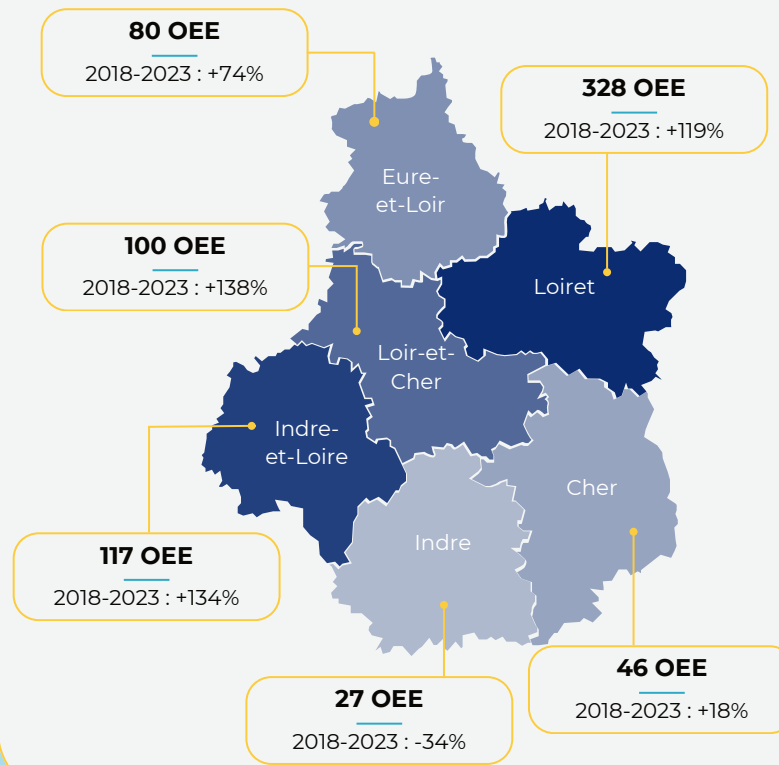 80 OEE
2018-2023 : +74%
328 OEE
2018-2023 : +119%
Eure-
et-Loir
100 OEE
2018-2023 : +138%
Loiret
Loir-et-
Cher
Indre-
et-Loire
Cher
Indre
117 OEE
2018-2023 : +134%
46 OEE
2018-2023 : +18%
27 OEE
2018-2023 : -34%